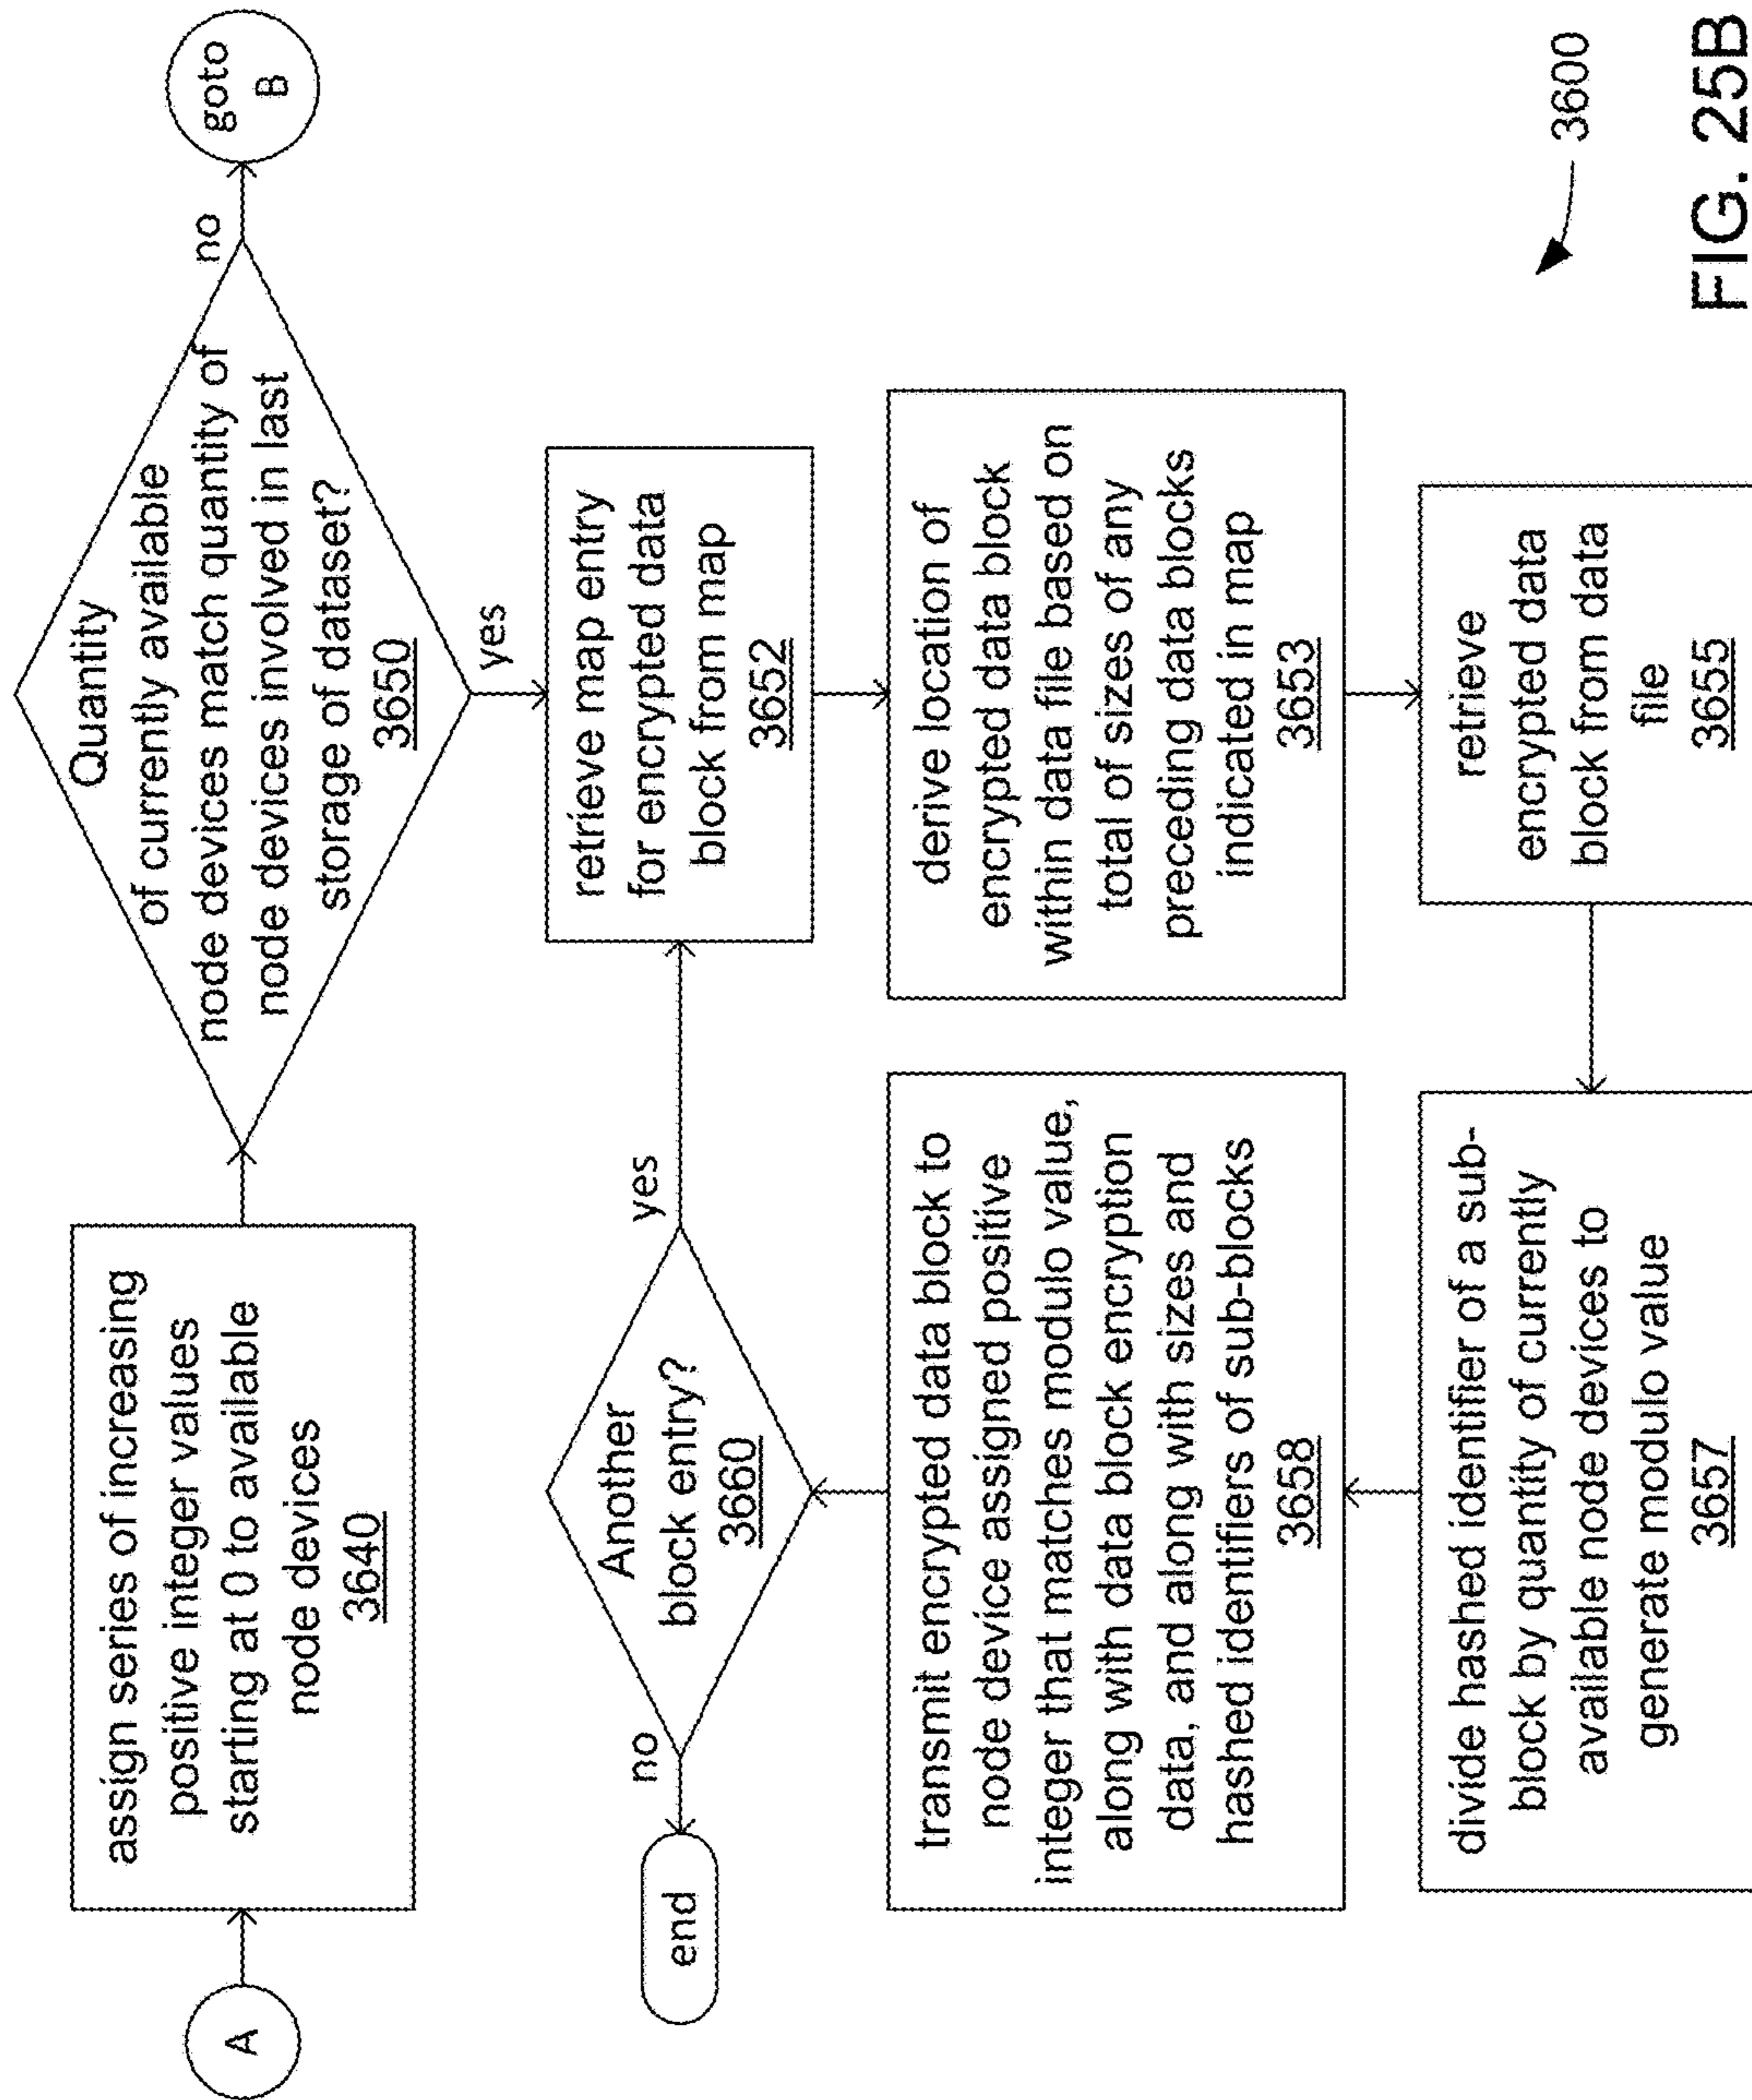 A
assign series of increasing
positive integer values
starting at 0 to available
node devices
3640
Quantity
of currently available
node devices match quantity of
node devices involved in last
storage of dataset?
3650
no
goto
B
yes
retrieve map entry
for encrypted data
block from map
3652
derive location of
encrypted data block
within data file based on
total of sizes of any
preceding data blocks
indicated in map
3653
retrieve
encrypted data
block from data
file
3655
divide hashed identifier of a sub-
block by quantity of currently
available node devices to
generate modulo value
3657
transmit encrypted data block to
node device assigned positive
integer that matches modulo value,
along with data block encryption
data, and along with sizes and
hashed identifiers of sub-blocks
3658
Another
block entry?
3660
yes
no
end
3600
FIG. 25B